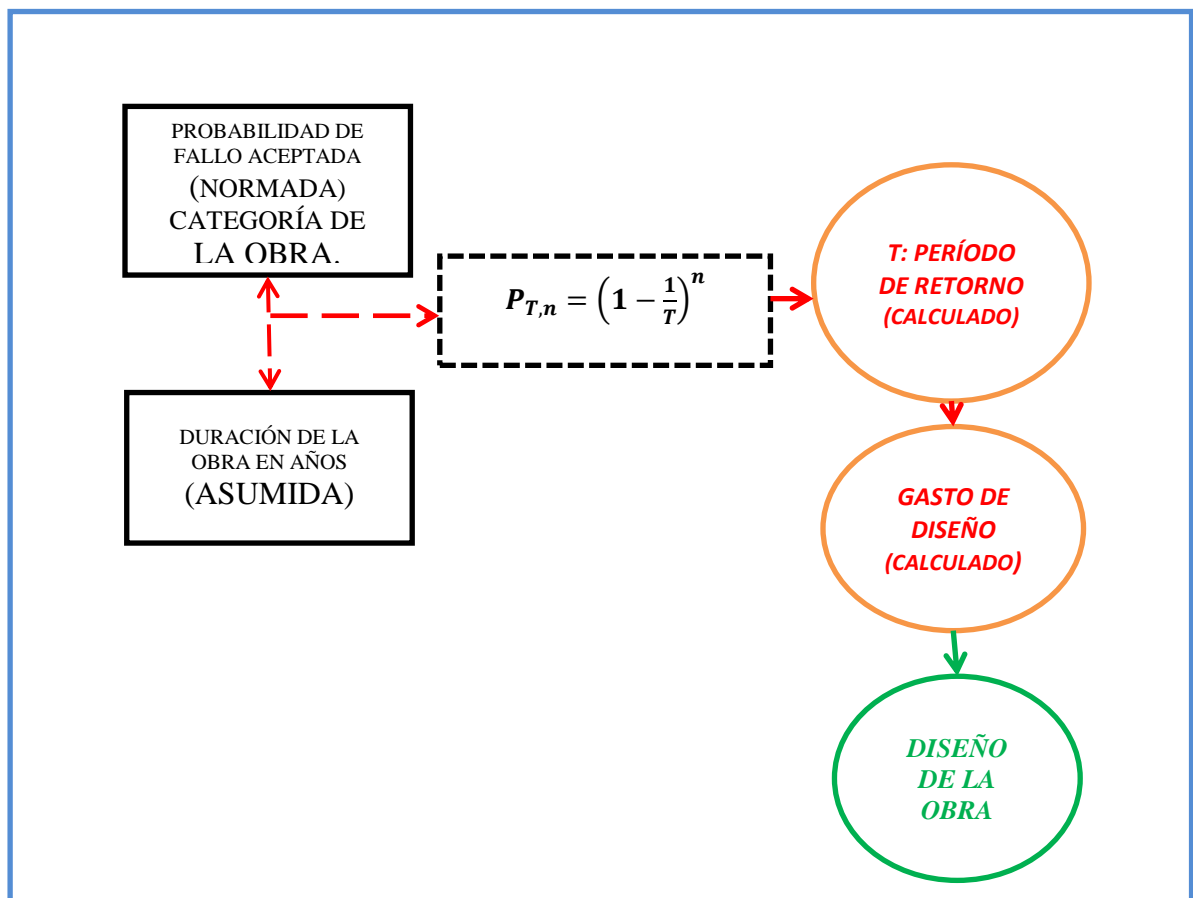 PROBABILIDAD DE
FALLO ACEPTADA
(NORMADA)
CATEGORÍA DE
LA OBRA.
DURACIÓN DE LA
OBRA EN AÑOS
(ASUMIDA)
P_{T,n} = (1 − 1/T)^n
T: PERÍODO
DE RETORNO
(CALCULADO)
GASTO DE
DISEÑO
(CALCULADO)
DISEÑO
DE LA
OBRA